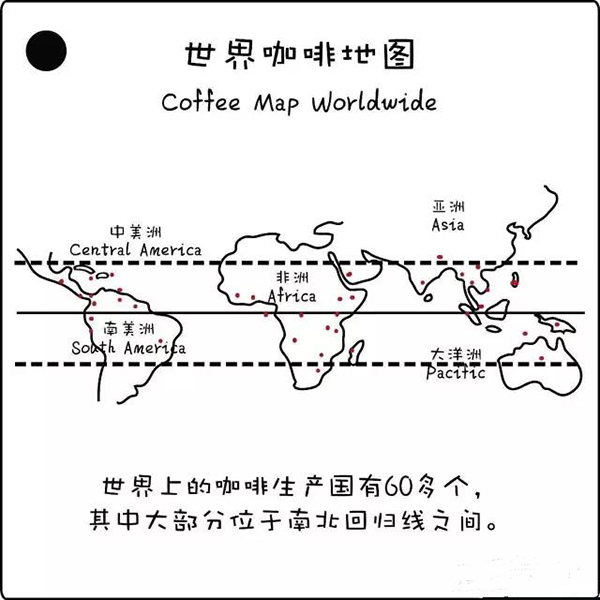 世界咖啡地图
Coffee Map Worldwide
亚洲
Asia
中美洲
Central America
非洲
Africa
南美洲
South America
大洋洲
Pacific
世界上的咖啡生产国有60多个,
其中大部分位于南北回归线之间。